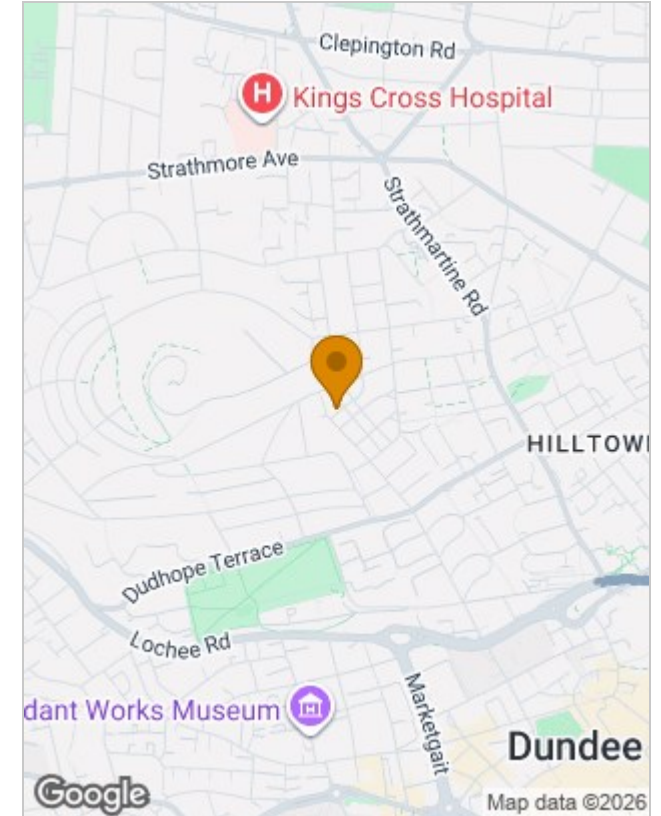 Clepington Rd
H
Kings Cross Hospital
Strathmore Ave
Strathmartine Rd
HILLTOW
Dudhope Terrace
Lochee Rd
dant Works Museum
Marketgait
Dundee
Google
Map data ©2026